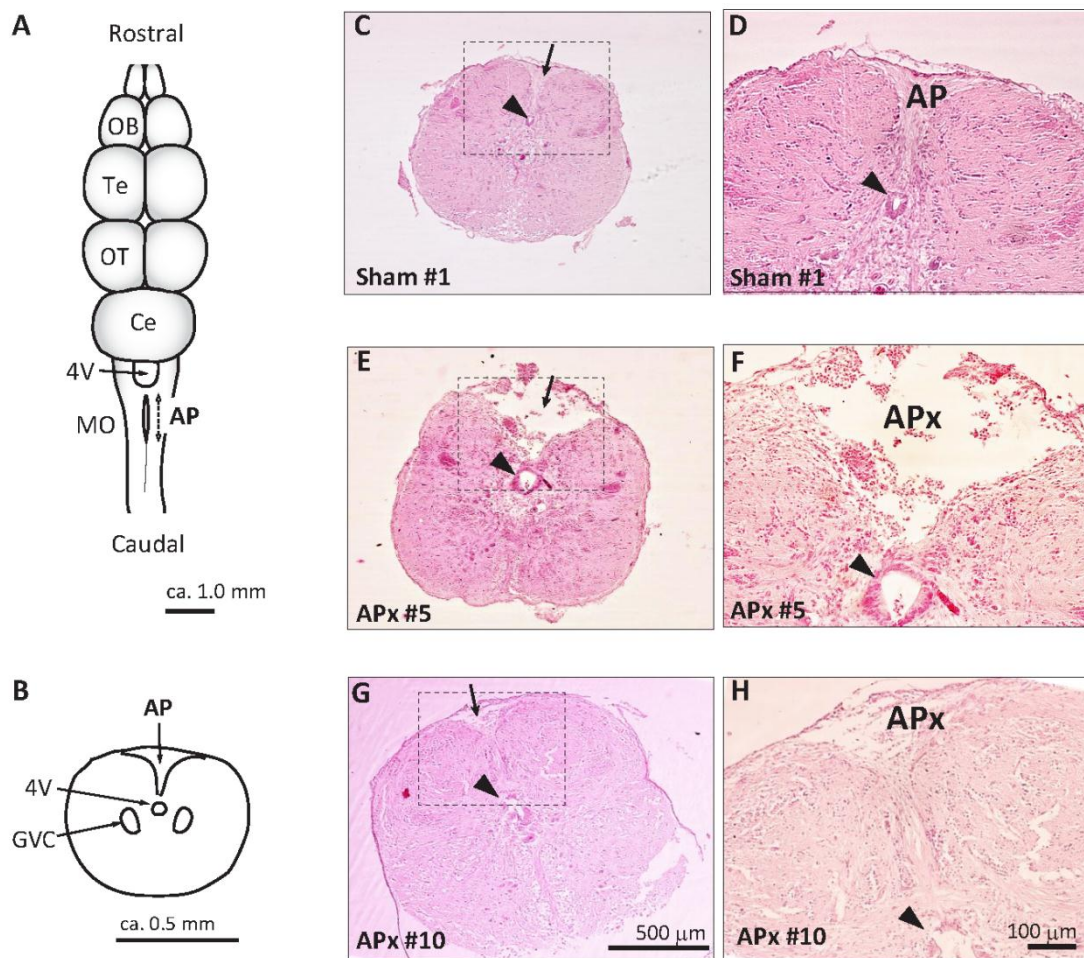 A
Rostral
OB
Te
OT
Ce
4V
MO
AP
Caudal
ca. 1.0 mm
B
AP
4V
GVC
ca. 0.5 mm
C
Sham #1
D
AP
Sham #1
E
APx #5
F
APx
APx #5
G
APx #10
500 μm
H
APx
APx #10
100 μm